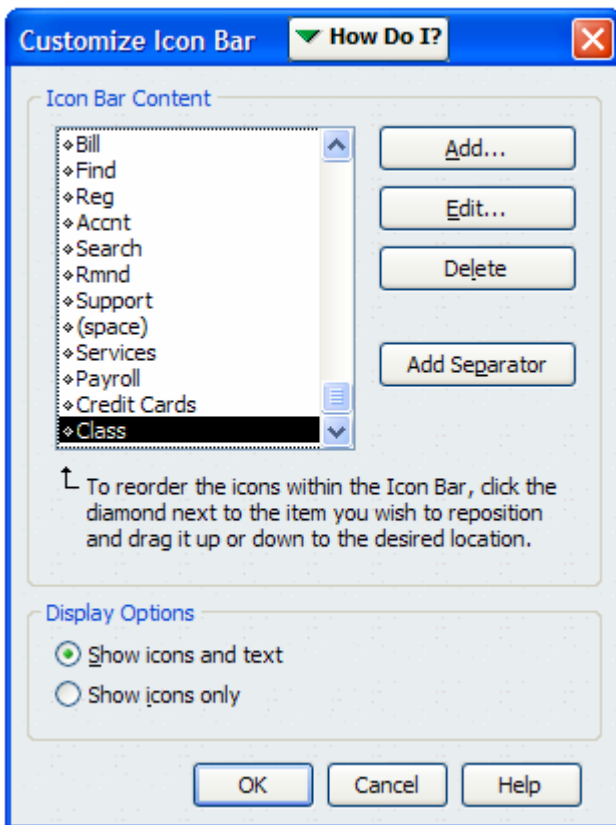 Customize Icon Bar
How Do I?
Icon Bar Content
Bill
Find
Reg
Accnt
Search
Rmnd
Support
(space)
Services
Payroll
Credit Cards
Class
Add...
Edit...
Delete
Add Separator
To reorder the icons within the Icon Bar, click the
diamond next to the item you wish to reposition
and drag it up or down to the desired location.
Display Options
Show icons and text
Show icons only
OK
Cancel
Help